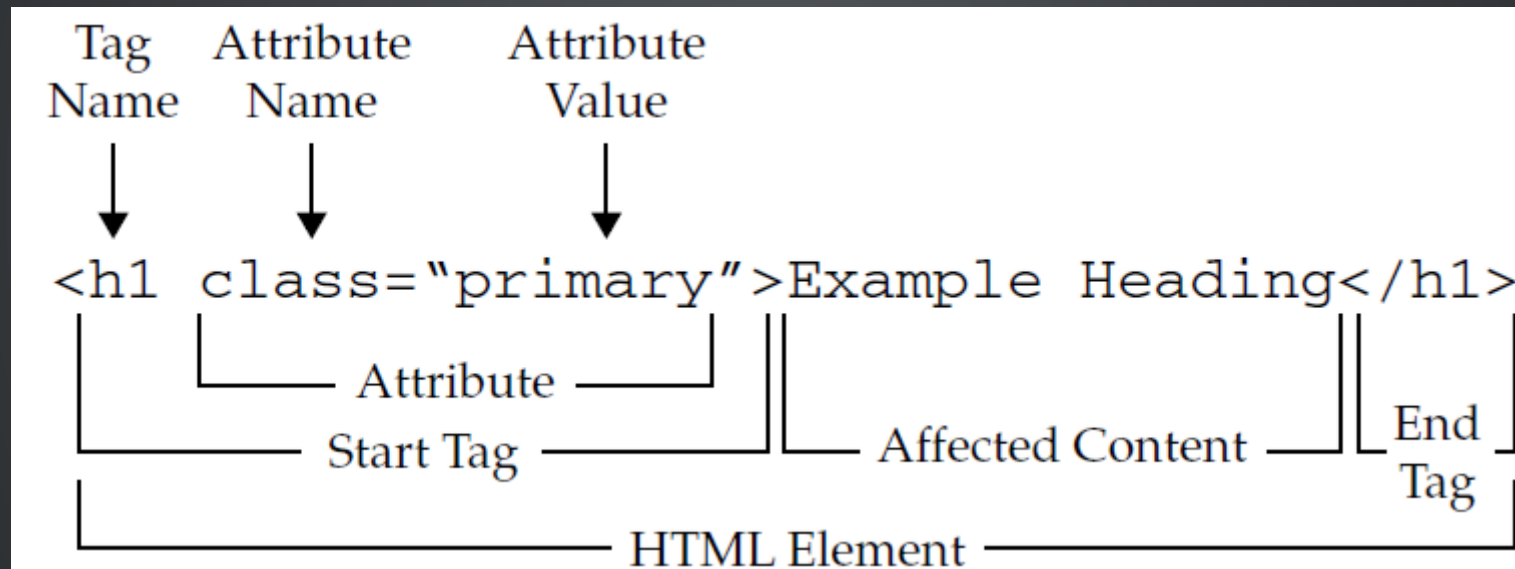 Tag Attribute Attribute
Name Name Value
<h1 class=“primary”>Example Heading</h1>
Attribute
Start Tag Affected Content End
Tag
HTML Element